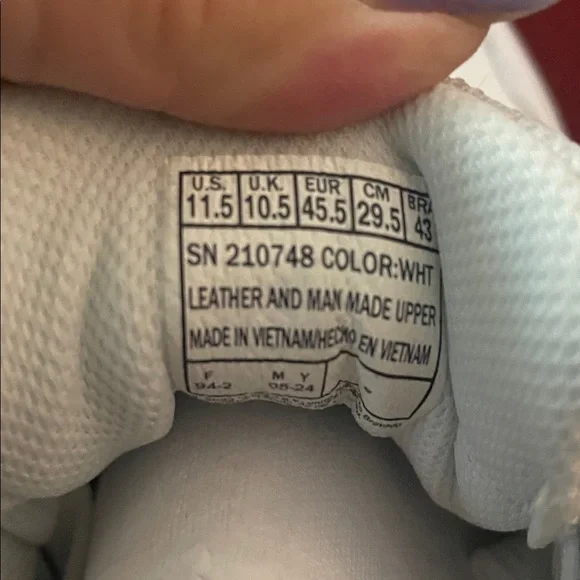 U.S. U.K. EUR CM BRA
11.5 10.5 45.5 29.5 43
SN 210748 COLOR:WHT
LEATHER AND MAN MADE UPPER
MADE IN VIETNAM/HECHO EN VIETNAM
F M Y
94-2 05-24